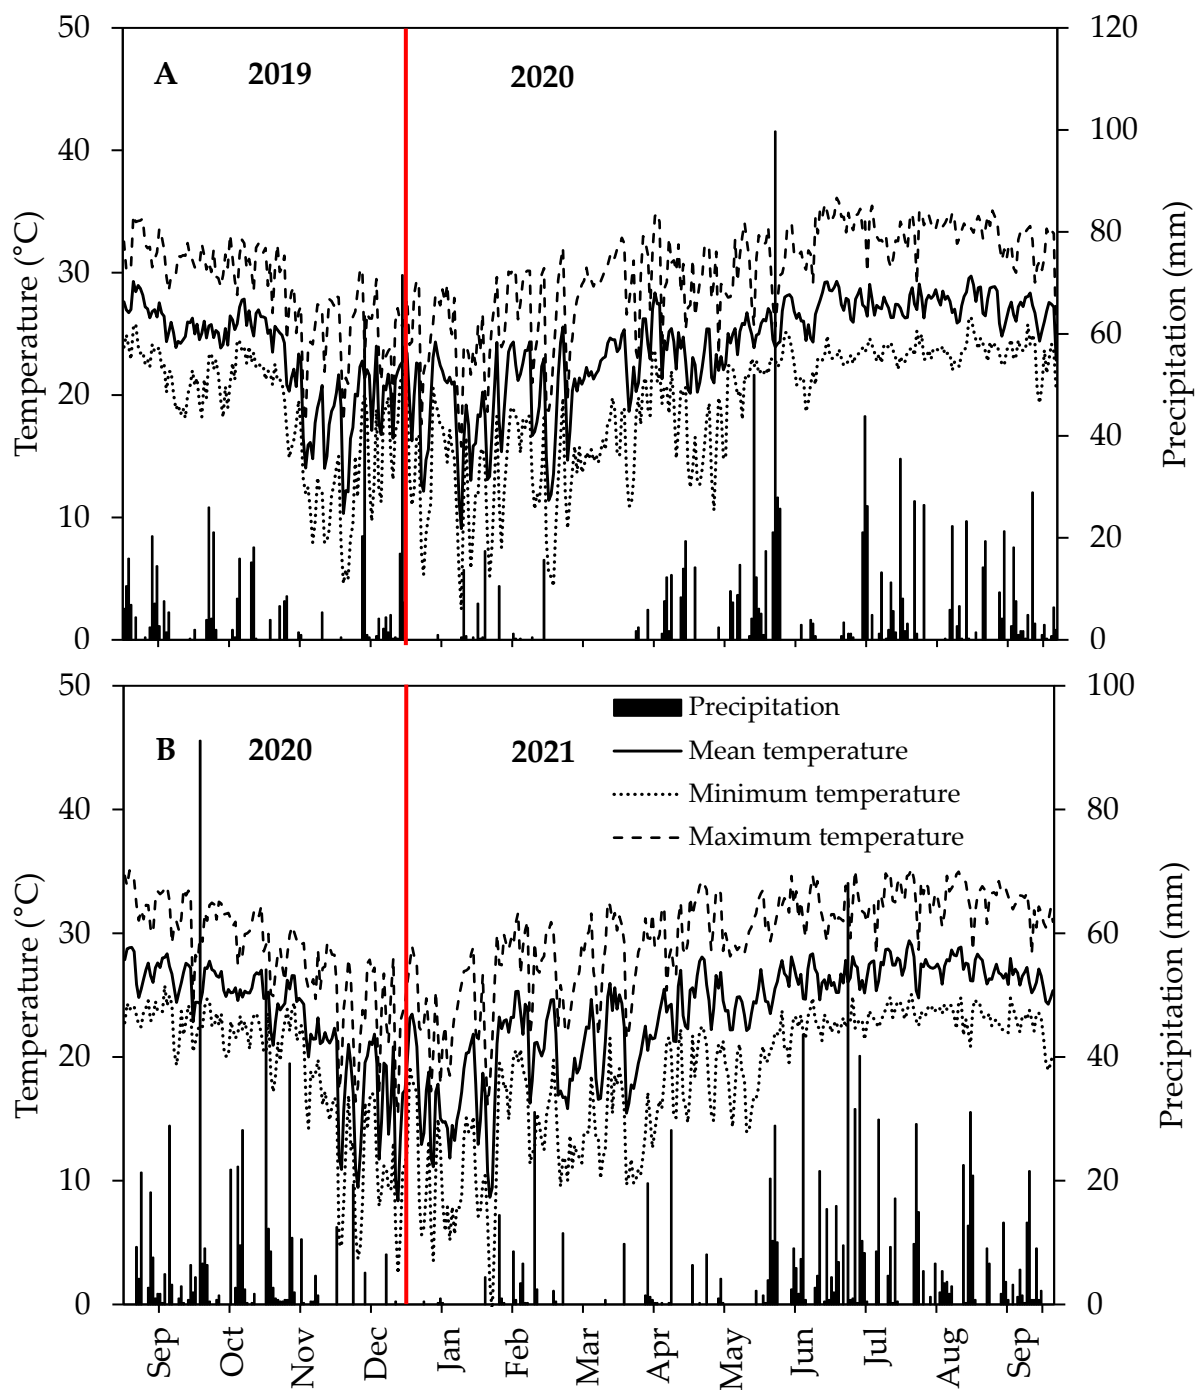 50
40
30
20
10
0
Temperature (°C)
A
2019
2020
120
100
80
60
40
20
0
Precipitation (mm)
50
40
30
20
10
0
Temperature (°C)
B
2020
2021
Precipitation
Mean temperature
Minimum temperature
Maximum temperature
100
80
60
40
20
0
Precipitation (mm)
Sep
Oct
Nov
Dec
Jan
Feb
Mar
Apr
May
Jun
Jul
Aug
Sep